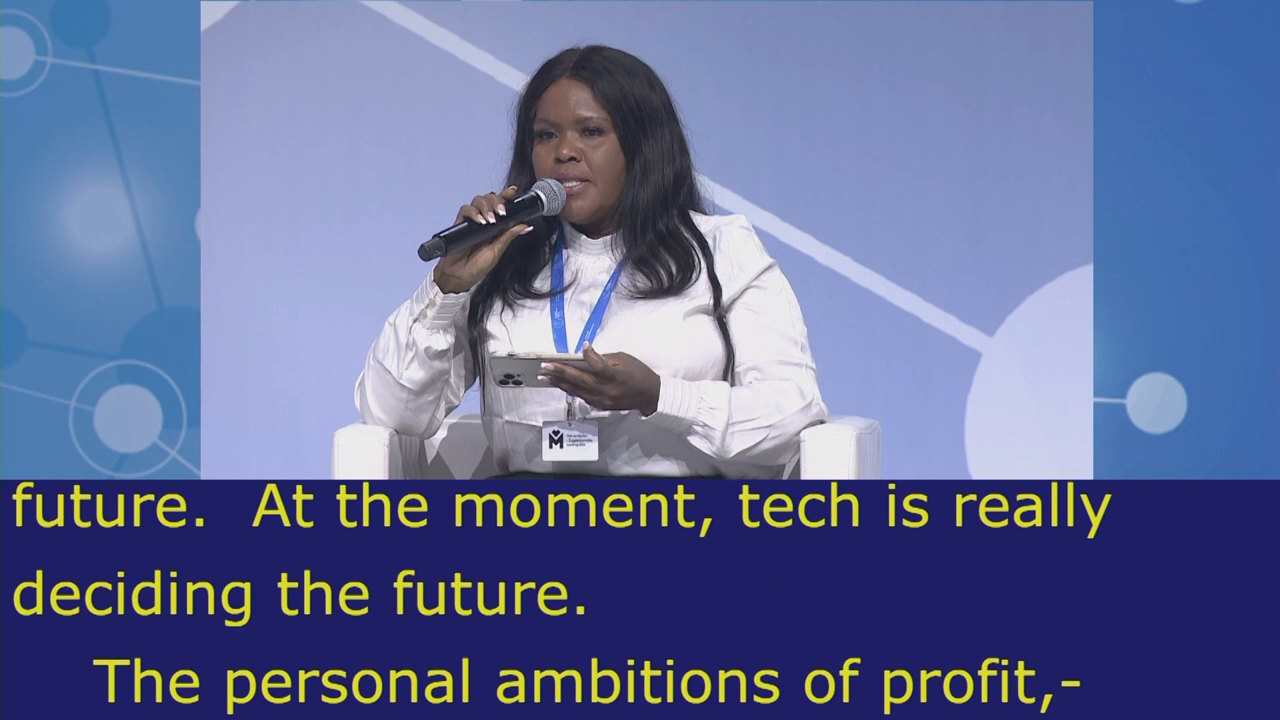 future.  At the moment, tech is really
deciding the future.
The personal ambitions of profit,-